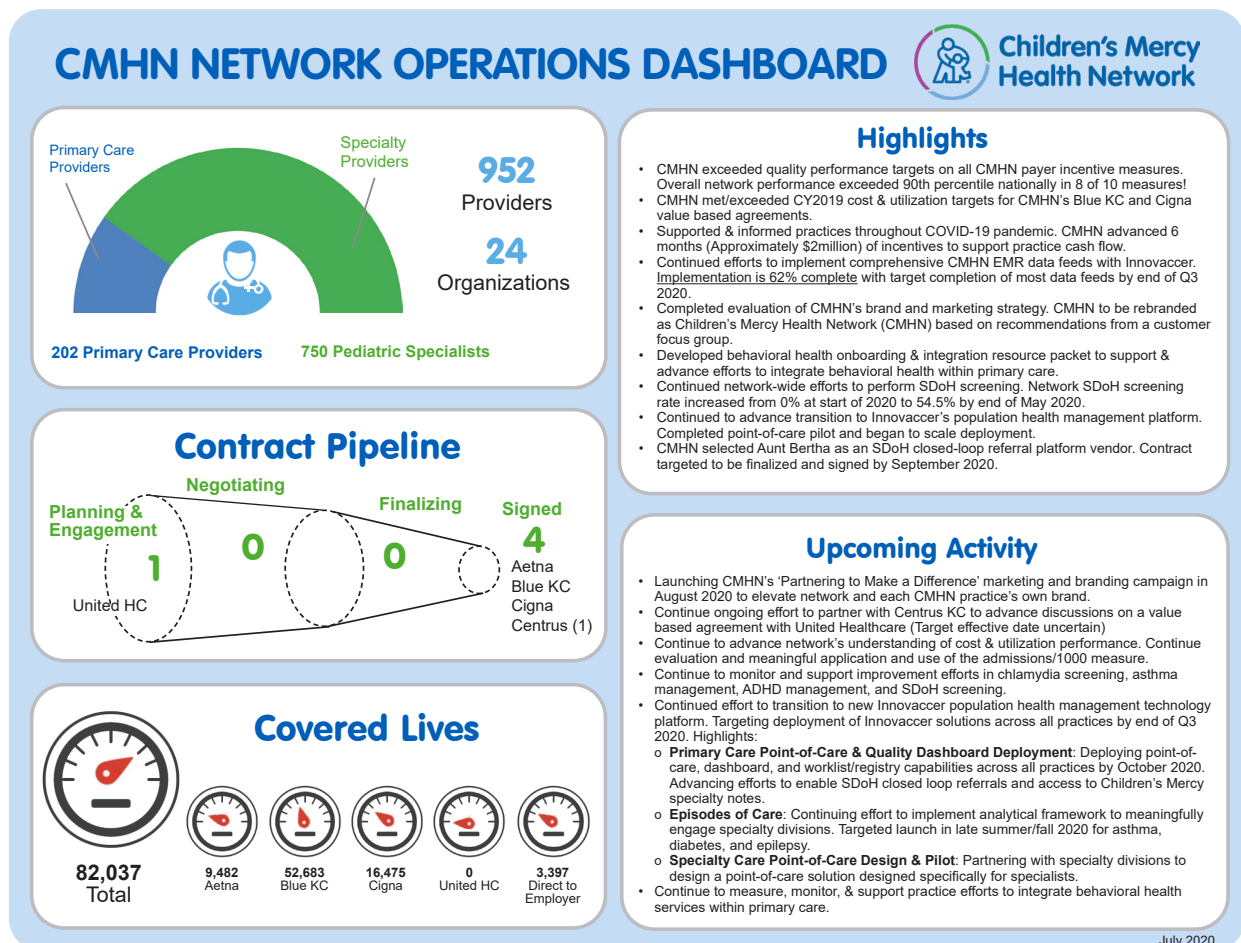 CMHN NETWORK OPERATIONS DASHBOARD
Children's Mercy
Health Network
Primary Care
Providers
Specialty
Providers
952
Providers
24
Organizations
202 Primary Care Providers
750 Pediatric Specialists
Contract Pipeline
Planning &
Engagement
1
United HC
Negotiating
0
Finalizing
0
Signed
4
Aetna
Blue KC
Cigna
Centrus (1)
Covered Lives
82,037
Total
9,482
Aetna
52,683
Blue KC
16,475
Cigna
0
United HC
3,397
Direct to
Employer
Highlights
• CMHN exceeded quality performance targets on all CMHN payer incentive measures.
Overall network performance exceeded 90th percentile nationally in 8 of 10 measures!
• CMHN met/exceeded CY2019 cost & utilization targets for CMHN's Blue KC and Cigna
value based agreements.
• Supported & informed practices throughout COVID-19 pandemic. CMHN advanced 6
months (Approximately $2million) of incentives to support practice cash flow.
• Continued efforts to implement comprehensive CMHN EMR data feeds with Innovaccer.
Implementation is 62% complete with target completion of most data feeds by end of Q3
2020.
• Completed evaluation of CMHN's brand and marketing strategy. CMHN to be rebranded
as Children's Mercy Health Network (CMHN) based on recommendations from a customer
focus group.
• Developed behavioral health onboarding & integration resource packet to support &
advance efforts to integrate behavioral health within primary care.
• Continued network-wide efforts to perform SDoH screening. Network SDoH screening
rate increased from 0% at start of 2020 to 54.5% by end of May 2020.
• Continued to advance transition to Innovaccer's population health management platform.
Completed point-of-care pilot and began to scale deployment.
• CMHN selected Aunt Bertha as an SDoH closed-loop referral platform vendor. Contract
targeted to be finalized and signed by September 2020.
Upcoming Activity
• Launching CMHN's 'Partnering to Make a Difference' marketing and branding campaign in
August 2020 to elevate network and each CMHN practice's own brand.
• Continue ongoing effort to partner with Centrus KC to advance discussions on a value
based agreement with United Healthcare (Target effective date uncertain)
• Continue to advance network's understanding of cost & utilization performance. Continue
evaluation and meaningful application and use of the admissions/1000 measure.
• Continue to monitor and support improvement efforts in chlamydia screening, asthma
management, ADHD management, and SDoH screening.
• Continued effort to transition to new Innovaccer population health management technology
platform. Targeting deployment of Innovaccer solutions across all practices by end of Q3
2020. Highlights:
o Primary Care Point-of-Care & Quality Dashboard Deployment: Deploying point-of-
care, dashboard, and worklist/registry capabilities across all practices by October 2020.
Advancing efforts to enable SDoH closed loop referrals and access to Children's Mercy
specialty notes.
o Episodes of Care: Continuing effort to implement analytical framework to meaningfully
engage specialty divisions. Targeted launch in late summer/fall 2020 for asthma,
diabetes, and epilepsy.
o Specialty Care Point-of-Care Design & Pilot: Partnering with specialty divisions to
design a point-of-care solution designed specifically for specialists.
• Continue to measure, monitor, & support practice efforts to integrate behavioral health
services within primary care.
July 2020